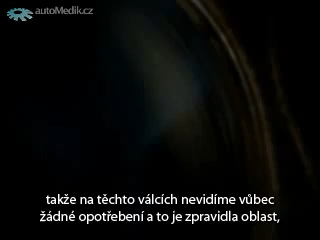 autoMedik.cz
takže na těchto válcích nevidíme vůbec
žádné opotřebení a to je zpravidla oblast,